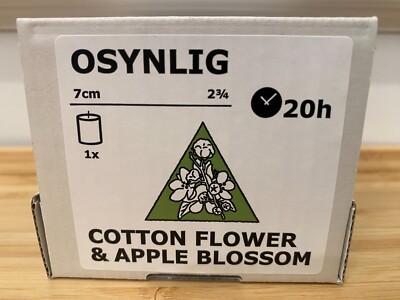 OSYNLIG
7cm 2¾
20h
1x
COTTON FLOWER
& APPLE BLOSSOM